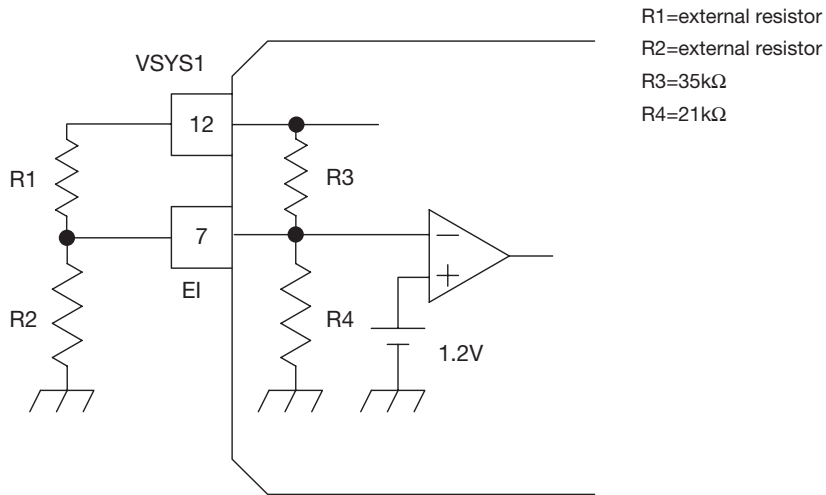 R1=external resistor
R2=external resistor
R3=35kΩ
R4=21kΩ
VSYS1
12
R1
R3
7
−
EI
+
R2
R4
1.2V